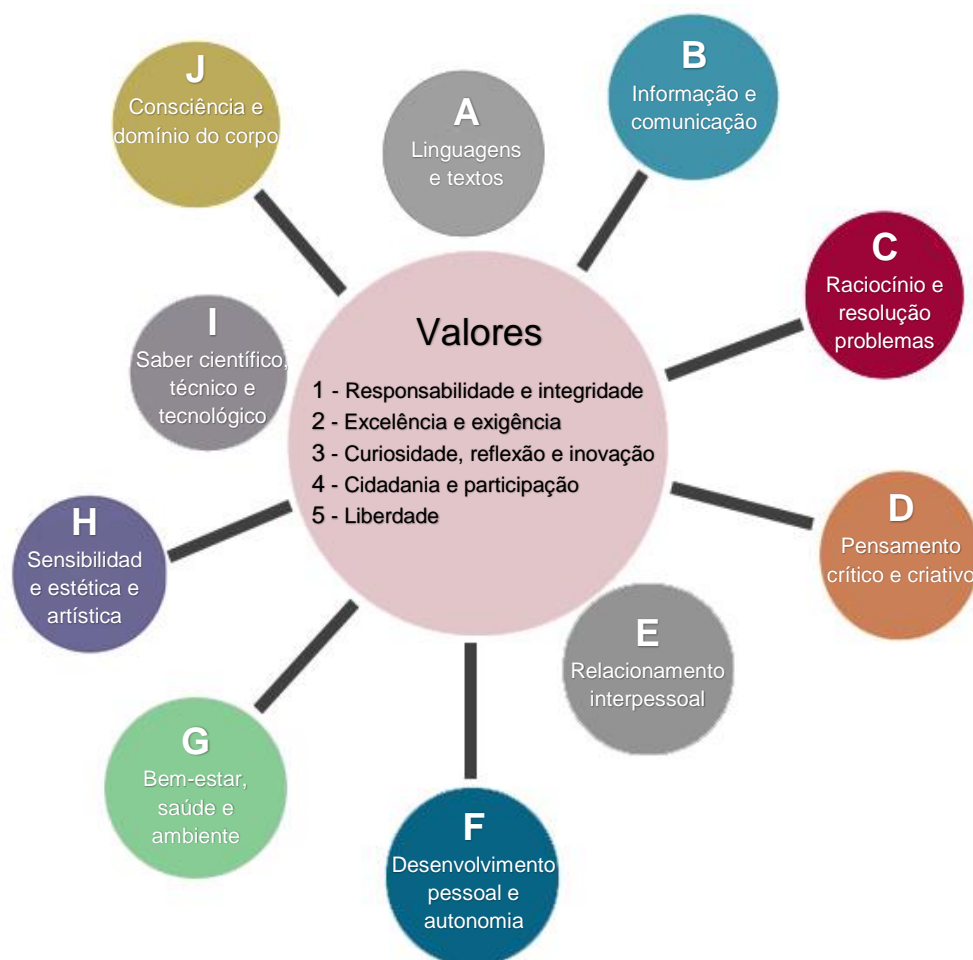 J
Consciência e
domínio do corpo
A
Linguagens
e textos
B
Informação e
comunicação
C
Raciocínio e
resolução
problemas
I
Saber científico,
técnico e
tecnológico
Valores
1 - Responsabilidade e integridade
2 - Excelência e exigência
3 - Curiosidade, reflexão e inovação
4 - Cidadania e participação
5 - Liberdade
D
Pensamento
crítico e criativo
H
Sensibilidad
e estética e
artística
E
Relacionamento
interpessoal
G
Bem-estar,
saúde e
ambiente
F
Desenvolvimento
pessoal e
autonomia